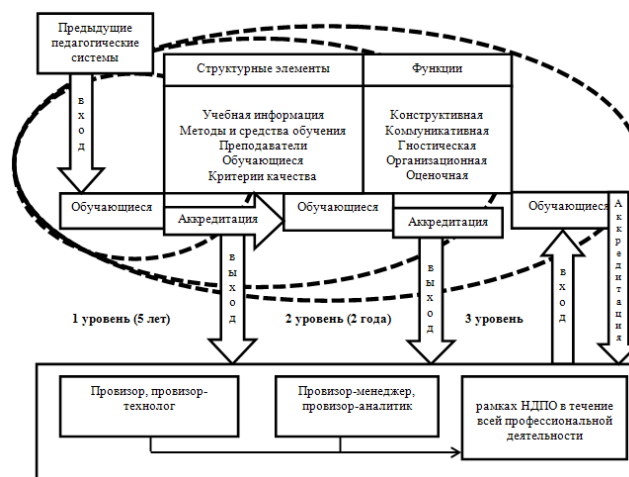 Предыдущие
педагогические
системы
Структурные элементы
Функции
вход
Учебная информация
Методы и средства обучения
Преподаватели
Обучающиеся
Критерии качества
Конструктивная
Коммуникативная
Гностическая
Организационная
Оценочная
Обучающиеся
Аккредитация
Обучающиеся
Аккредитация
Обучающиеся
Аккредитация
выход
выход
вход
1 уровень (5 лет)
2 уровень (2 года)
3 уровень
Провизор, провизор-
технолог
Провизор-менеджер,
провизор-аналитик
рамках НДПО в течение
всей профессиональной
деятельности